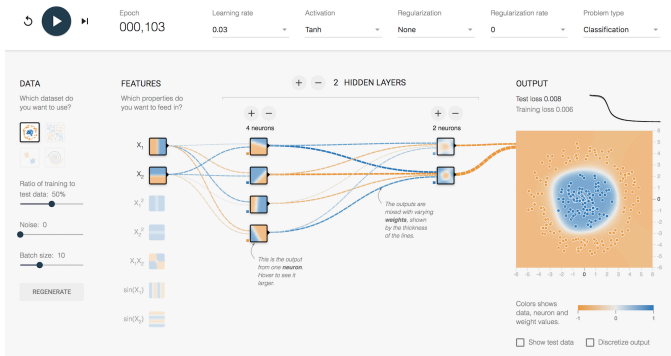 Epoch
000,103
Learning rate
0.03
Activation
Tanh
Regularization
None
Regularization rate
0
Problem type
Classification
DATA
Which dataset do
you want to use?
Ratio of training to
test data: 50%
Noise: 0
Batch size: 10
REGENERATE
FEATURES
Which properties do
you want to feed in?
X₁
X₂
X₁²
X₂²
X₁X₂
sin(X₁)
sin(X₂)
+ − 2 HIDDEN LAYERS
+ −
4 neurons
+ −
2 neurons
This is the output
from one neuron.
Hover to see it
larger.
The outputs are
mixed with varying
weights, shown
by the thickness
of the lines.
OUTPUT
Test loss 0.008
Training loss 0.006
6
5
4
3
2
1
0
-1
-2
-3
-4
-5
-6
-6 -5 -4 -3 -2 -1 0 1 2 3 4 5 6
Colors shows
data, neuron and
weight values.
-1 0 1
Show test data
Discretize output